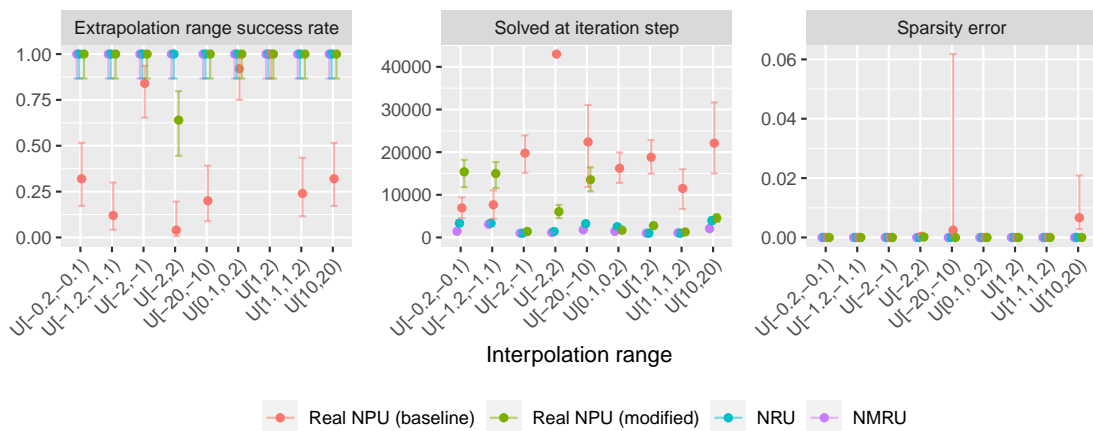 Extrapolation range success rate
Solved at iteration step
Sparsity error
1.00
0.75
0.50
0.25
0.00
40000
30000
20000
10000
0
0.06
0.04
0.02
0.00
U[−0.2,−0.1)
U[−1.2,−1.1)
U[−2,−1)
U[−2,2)
U[−20,−10)
U[0.1,0.2)
U[1,2)
U[1.1,1.2)
U[10,20)
U[−0.2,−0.1)
U[−1.2,−1.1)
U[−2,−1)
U[−2,2)
U[−20,−10)
U[0.1,0.2)
U[1,2)
U[1.1,1.2)
U[10,20)
U[−0.2,−0.1)
U[−1.2,−1.1)
U[−2,−1)
U[−2,2)
U[−20,−10)
U[0.1,0.2)
U[1,2)
U[1.1,1.2)
U[10,20)
Interpolation range
Real NPU (baseline)
Real NPU (modified)
NRU
NMRU